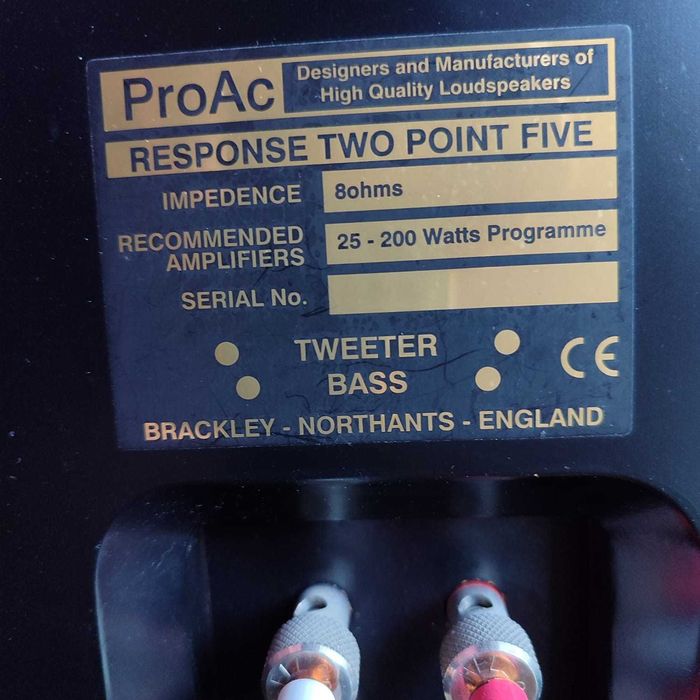 ProAc
Designers and Manufacturers of
High Quality Loudspeakers
RESPONSE TWO POINT FIVE
IMPEDENCE 8ohms
RECOMMENDED
AMPLIFIERS 25 - 200 Watts Programme
SERIAL No.
TWEETER
BASS
CE
BRACKLEY - NORTHANTS - ENGLAND